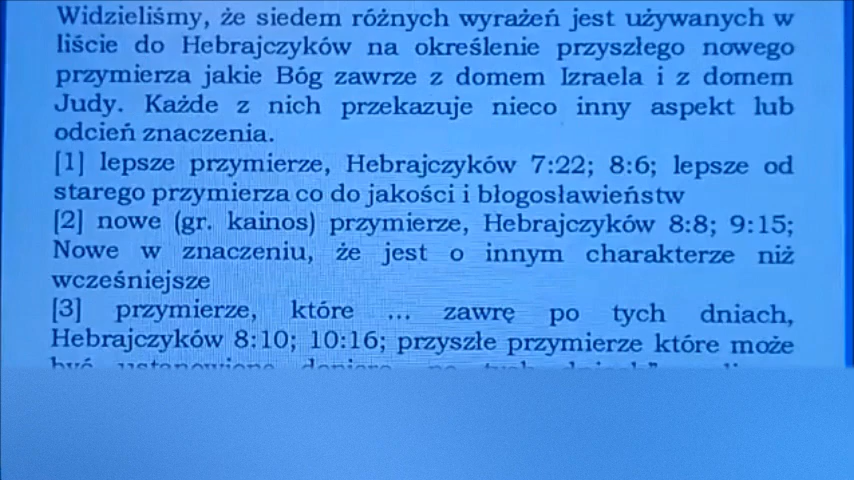 Widzieliśmy, że siedem różnych wyrażeń jest używanych w
liście do Hebrajczyków na określenie przyszłego nowego
przymierza jakie Bóg zawrze z domem Izraela i z domem
Judy. Każde z nich przekazuje nieco inny aspekt lub
odcień znaczenia.
[1] lepsze przymierze, Hebrajczyków 7:22; 8:6; lepsze od
starego przymierza co do jakości i błogosławieństw
[2] nowe (gr. kainos) przymierze, Hebrajczyków 8:8; 9:15;
Nowe w znaczeniu, że jest o innym charakterze niż
wcześniejsze
[3] przymierze, które ... zawrę po tych dniach,
Hebrajczyków 8:10; 10:16; przyszłe przymierze które może
być ustanowione dopiero